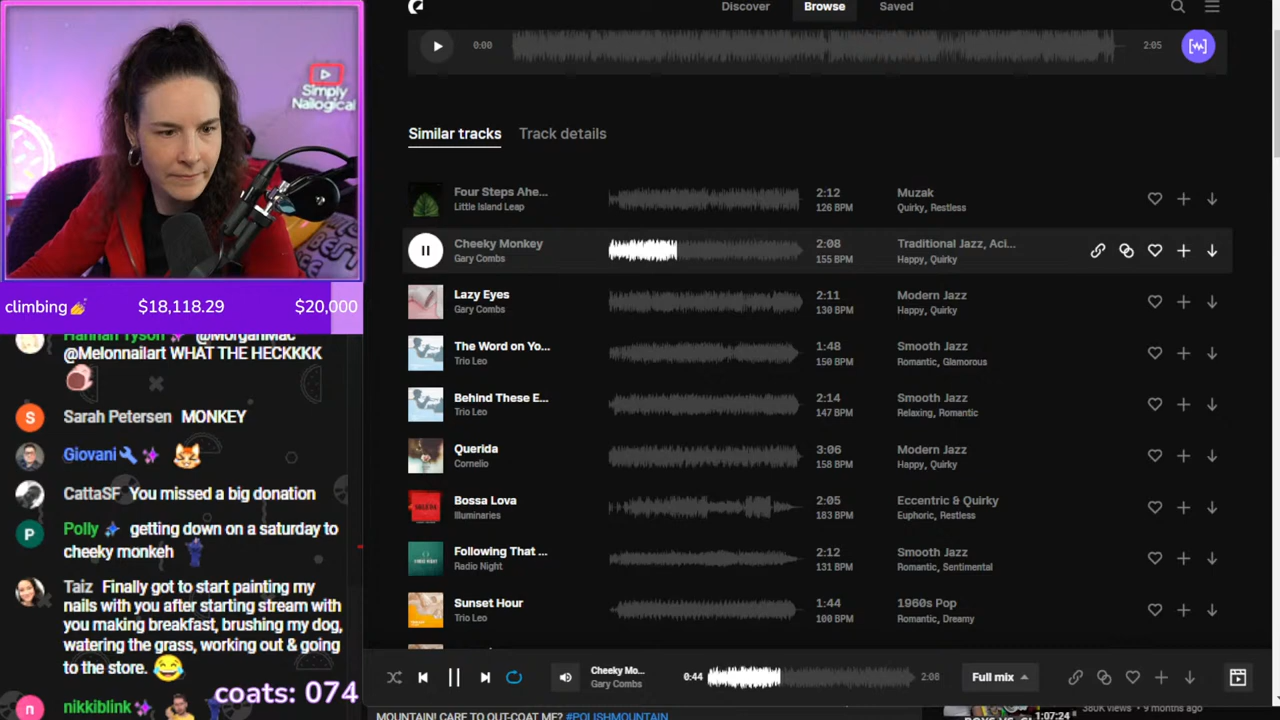 Discover
Browse
Saved
0:00
2:05
Simply
Nailogical
Similar tracks
Track details
Four Steps Ahe...
Little Island Leap
2:12
126 BPM
Muzak
Quirky, Restless
Cheeky Monkey
Gary Combs
2:08
155 BPM
Traditional Jazz, Aci...
Happy, Quirky
Lazy Eyes
Gary Combs
2:11
130 BPM
Modern Jazz
Happy, Quirky
The Word on Yo...
Trio Leo
1:48
150 BPM
Smooth Jazz
Romantic, Glamorous
Behind These E...
Trio Leo
2:14
147 BPM
Smooth Jazz
Relaxing, Romantic
Querida
Cornelio
3:06
158 BPM
Modern Jazz
Happy, Quirky
Bossa Lova
Illuminaries
2:05
183 BPM
Eccentric & Quirky
Euphoric, Restless
Following That ...
Radio Night
2:12
131 BPM
Smooth Jazz
Romantic, Sentimental
Sunset Hour
Trio Leo
1:44
100 BPM
1960s Pop
Romantic, Dreamy
climbing💅 $18,118.29 $20,000
Hannah Tyson @MorganMac
@Melonnailart WHAT THE HECKKKK
S
Sarah Petersen MONKEY
Giovani
CattaSF You missed a big donation
P
Polly getting down on a saturday to
cheeky monkeh
Taiz Finally got to start painting my
nails with you after starting stream with
you making breakfast, brushing my dog,
watering the grass, working out & going
to the store. 😂
coats: 074
n
nikkiblink
Cheeky Mo...
Gary Combs
0:44
2:08
Full mix
MOUNTAIN! CARE TO OUT-COAT ME? #POLISHMOUNTAIN
380K views • 9 months ago
1:07:24